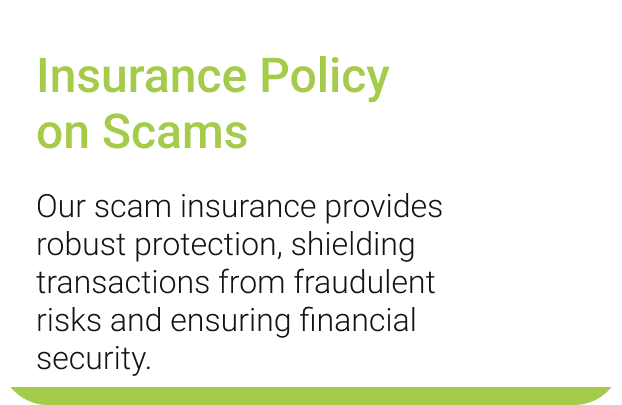 Insurance Policy
on Scams
Our scam insurance provides
robust protection, shielding
transactions from fraudulent
risks and ensuring financial
security.